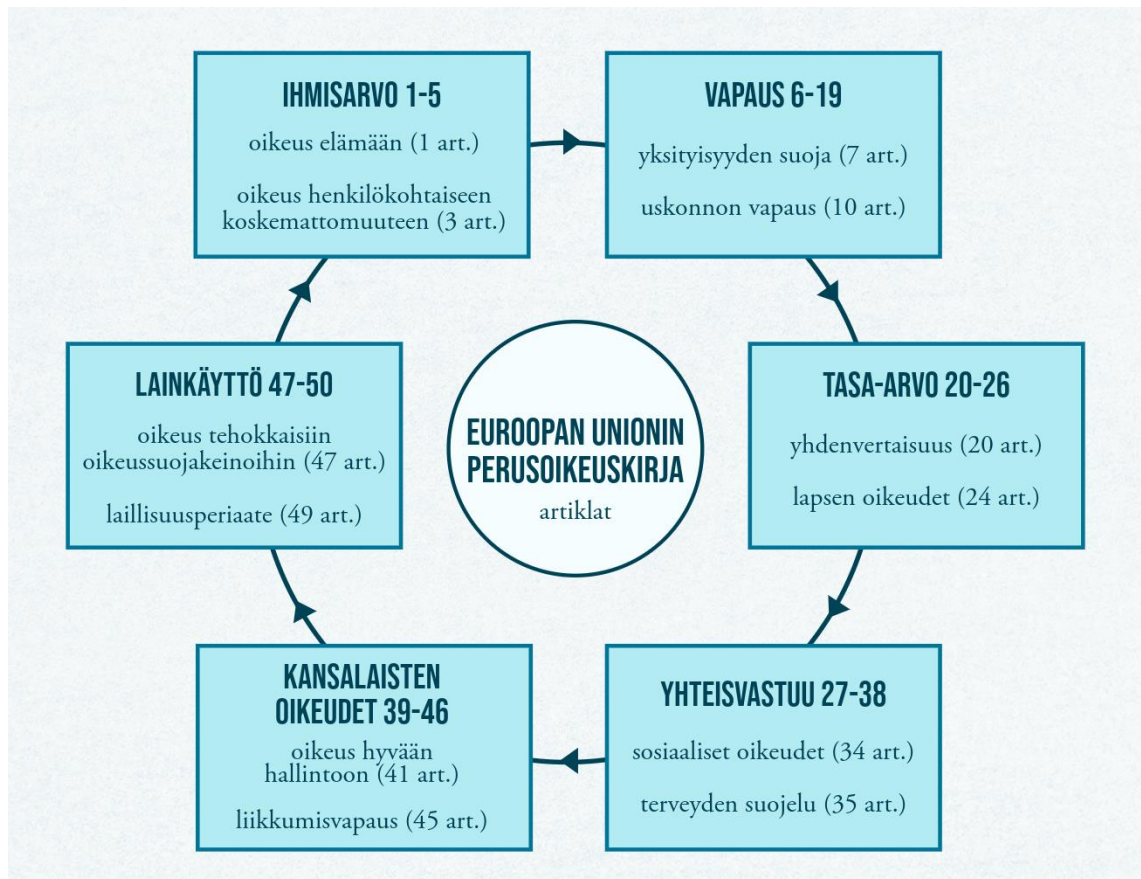 IHMISARVO 1-5
oikeus elämään (1 art.)
oikeus henkilökohtaiseen
koskemattomuuteen (3 art.)
VAPAUS 6-19
yksityisyyden suoja (7 art.)
uskonnon vapaus (10 art.)
LAINKÄYTTÖ 47-50
oikeus tehokkaisiin
oikeussuojakeinoihin (47 art.)
laillisuusperiaate (49 art.)
EUROOPAN UNIONIN
PERUSOIKEUSKIRJA
artiklat
TASA-ARVO 20-26
yhdenvertaisuus (20 art.)
lapsen oikeudet (24 art.)
KANSALAISTEN
OIKEUDET 39-46
oikeus hyvään
hallintoon (41 art.)
liikkumisvapaus (45 art.)
YHTEISVASTUU 27-38
sosiaaliset oikeudet (34 art.)
terveyden suojelu (35 art.)